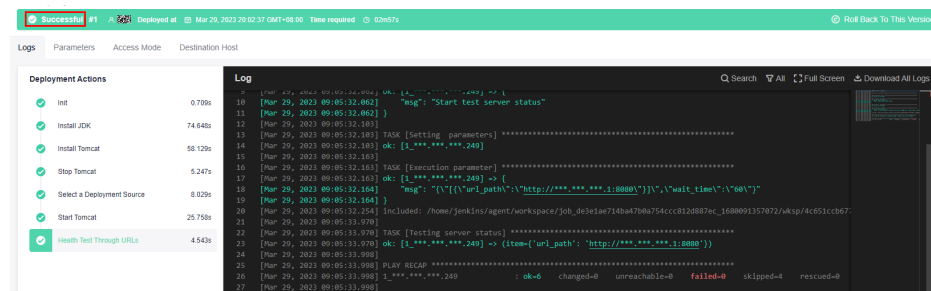 Successful #1 Deployed at Mar 29, 2023 20:02:37 GMT+08:00 Time required 02m57s Roll Back To This Version
Logs Parameters Access Mode Destination Host
Deployment Actions
Init 0.709s
Install JDK 74.648s
Install Tomcat 58.129s
Stop Tomcat 5.247s
Select a Deployment Source 8.029s
Start Tomcat 25.758s
Health Test Through URLs 4.543s
Log Search All Full Screen Download All Logs
9 [Mar 29, 2023 09:05:32.062] ok: [1_***.***.***.249] => {
10 [Mar 29, 2023 09:05:32.062] "msg": "Start test server status"
11 [Mar 29, 2023 09:05:32.062] }
12 [Mar 29, 2023 09:05:32.103]
13 [Mar 29, 2023 09:05:32.103] TASK [Setting parameters] **************************************************
14 [Mar 29, 2023 09:05:32.103] ok: [1_***.***.***.249]
15 [Mar 29, 2023 09:05:32.163]
16 [Mar 29, 2023 09:05:32.163] TASK [Execution parameter] **************************************************
17 [Mar 29, 2023 09:05:32.163] ok: [1_***.***.***.249] => {
18 [Mar 29, 2023 09:05:32.164] "msg": "{\"[{\"url_path\":\"http://***.***.***.1:8080\"}]\",\"wait_time\":\"60\"}"
19 [Mar 29, 2023 09:05:32.164] }
20 [Mar 29, 2023 09:05:32.254] included: /home/jenkins/agent/workspace/job_de3e1ae714ba47b0a754ccc812d887ec_1680091357072/wksp/4c651ccb677
21 [Mar 29, 2023 09:05:33.970]
22 [Mar 29, 2023 09:05:33.970] TASK [Testing server status] **************************************************
23 [Mar 29, 2023 09:05:33.970] ok: [1_***.***.***.249] => (item={'url_path': 'http://***.***.***.1:8080'})
24 [Mar 29, 2023 09:05:33.998]
25 [Mar 29, 2023 09:05:33.998] PLAY RECAP **************************************************
26 [Mar 29, 2023 09:05:33.998] 1_***.***.***.249 : ok=6 changed=0 unreachable=0 failed=0 skipped=4 rescued=0
27 [Mar 29, 2023 09:05:33.998]